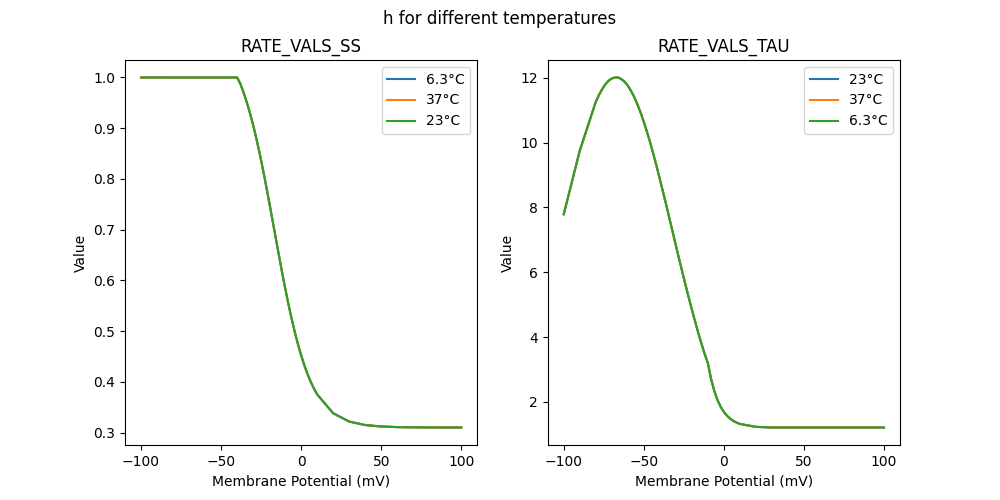 h for different temperatures
RATE_VALS_SS
1.0
0.9
0.8
0.7
0.6
0.5
0.4
0.3
Value
−100
−50
0
50
100
Membrane Potential (mV)
6.3°C
37°C
23°C
RATE_VALS_TAU
12
10
8
6
4
2
Value
−100
−50
0
50
100
Membrane Potential (mV)
23°C
37°C
6.3°C